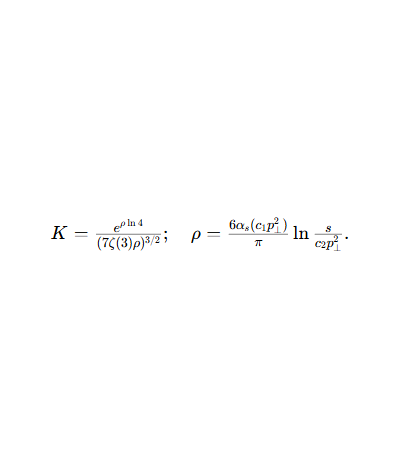 $K = \frac{e^{\rho \ln 4}}{(7\zeta(3)\rho)^{3/2}}; \quad \rho = \frac{6\alpha_s(c_1 p_\perp^2)}{\pi} \ln \frac{s}{c_2 p_\perp^2}.$